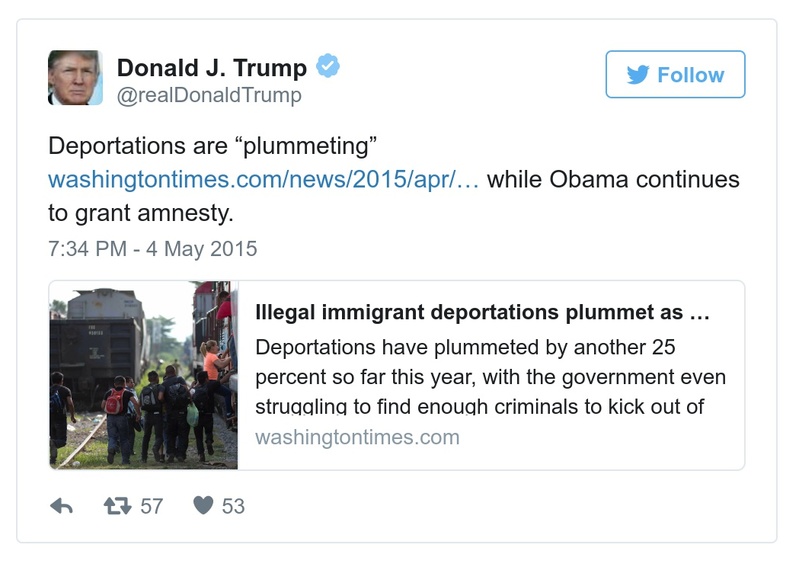 Donald J. Trump
@realDonaldTrump
Follow
Deportations are “plummeting”
washingtontimes.com/news/2015/apr/… while Obama continues
to grant amnesty.
7:34 PM - 4 May 2015
Illegal immigrant deportations plummet as …
Deportations have plummeted by another 25
percent so far this year, with the government even
struggling to find enough criminals to kick out of
washingtontimes.com
57
53